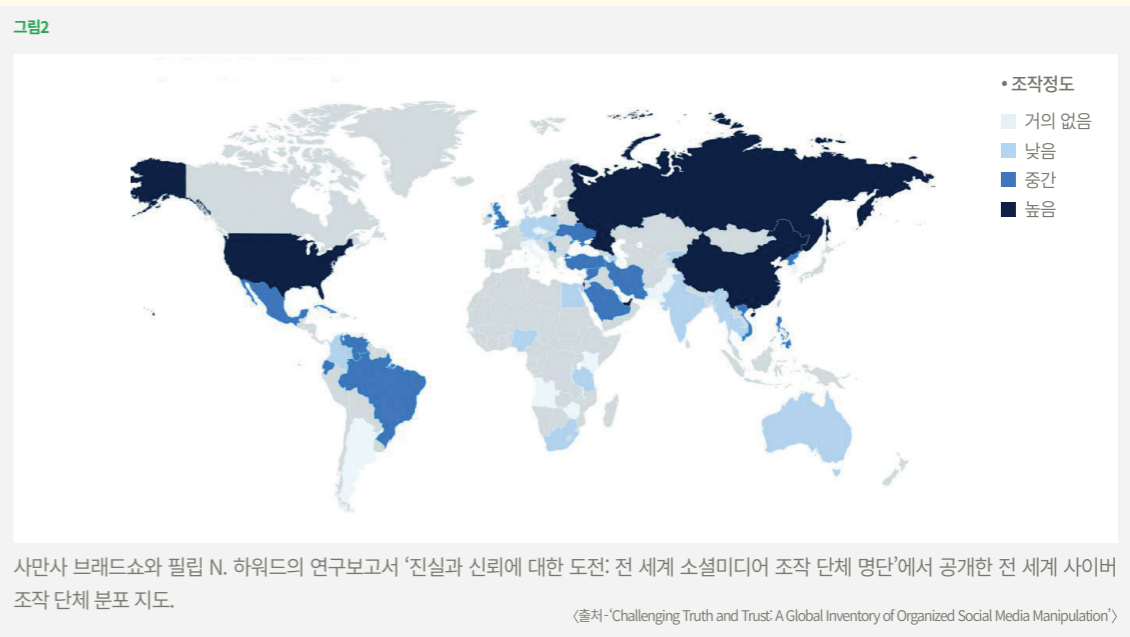 그림2
• 조작정도
거의 없음
낮음
중간
높음
사만사 브래드쇼와 필립 N. 하워드의 연구보고서 ‘진실과 신뢰에 대한 도전: 전 세계 소셜미디어 조작 단체 명단’에서 공개한 전 세계 사이버
조작 단체 분포 지도.
〈출처-‘Challenging Truth and Trust: A Global Inventory of Organized Social Media Manipulation’〉